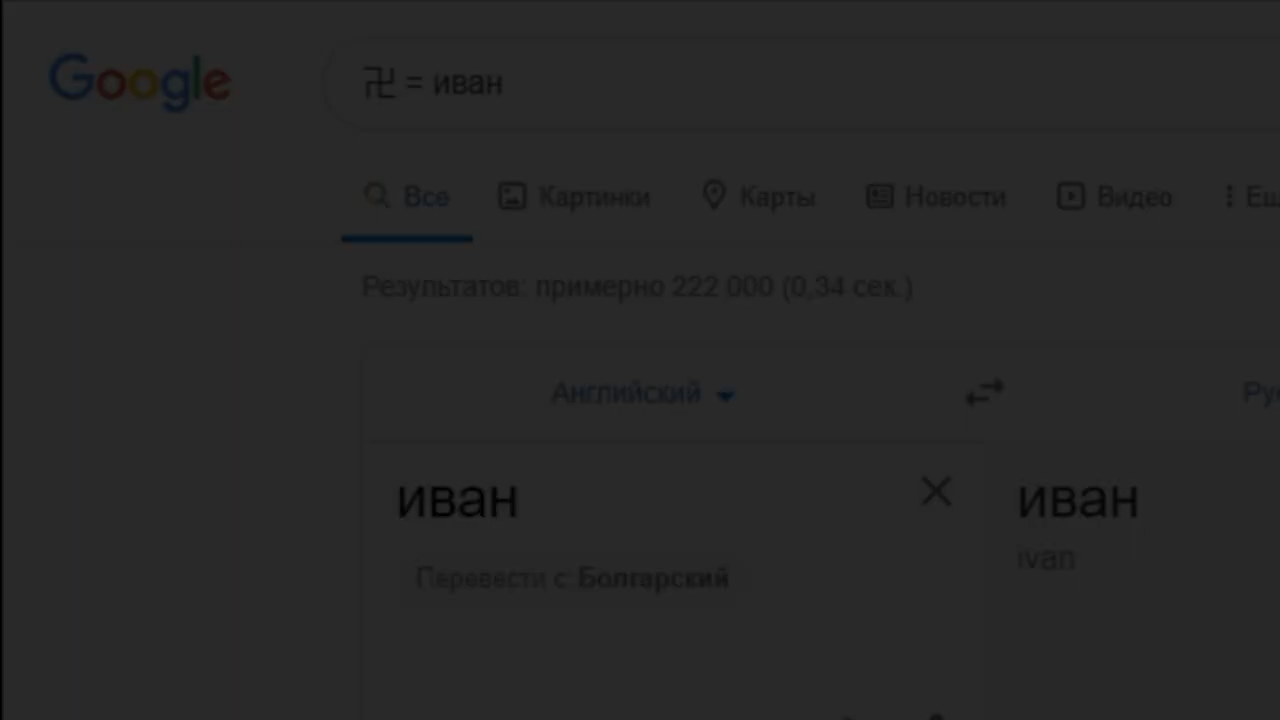 Google
卍 = иван
Все Картинки Карты Новости Видео
Результатов: примерно 222 000 (0,34 сек.)
Английский
иван
иван
ivan
Перевести с: Болгарский